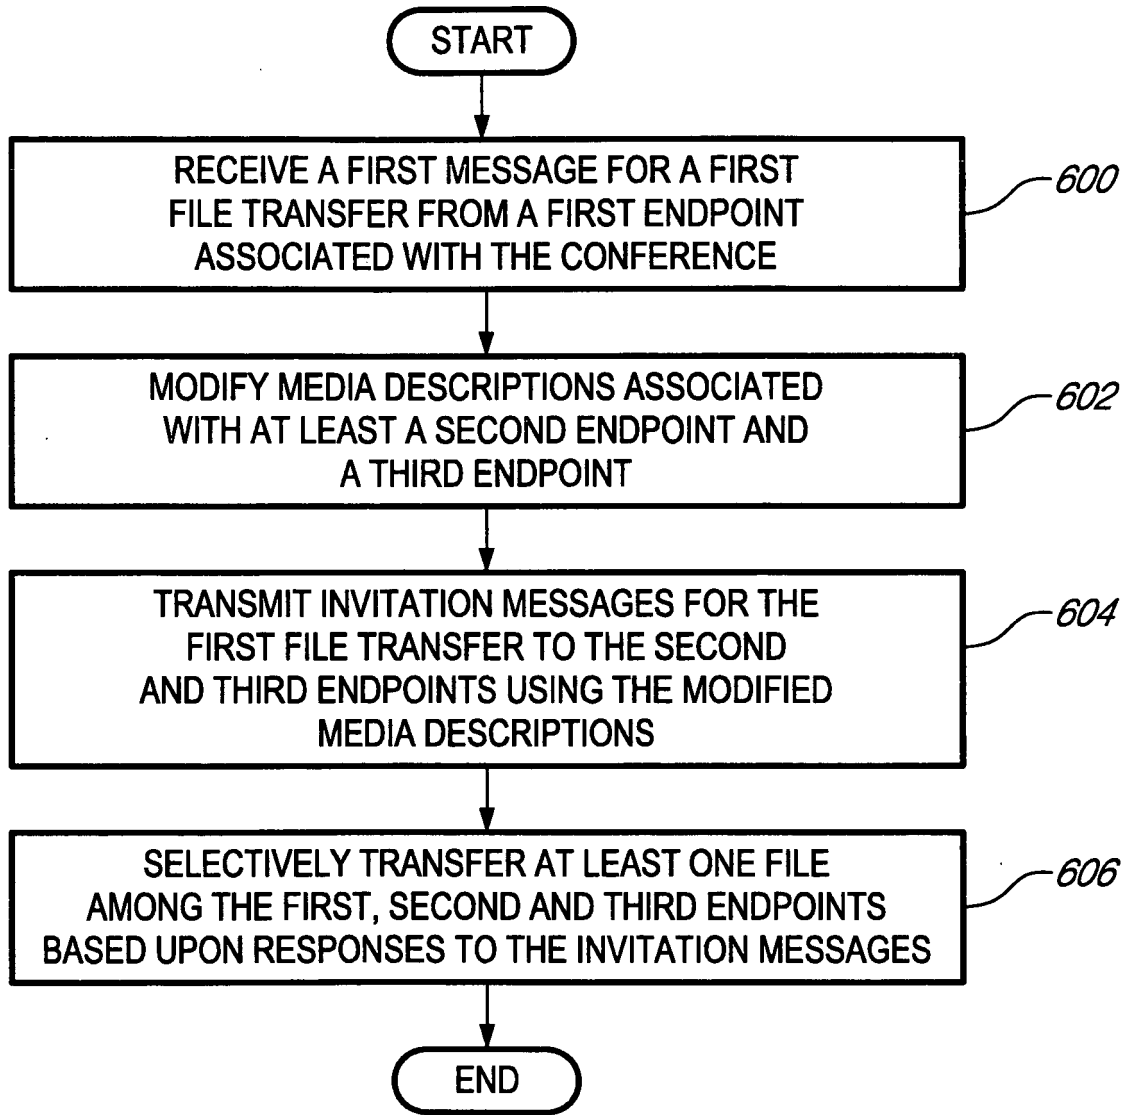 START
RECEIVE A FIRST MESSAGE FOR A FIRST
FILE TRANSFER FROM A FIRST ENDPOINT
ASSOCIATED WITH THE CONFERENCE
600
MODIFY MEDIA DESCRIPTIONS ASSOCIATED
WITH AT LEAST A SECOND ENDPOINT AND
A THIRD ENDPOINT
602
TRANSMIT INVITATION MESSAGES FOR THE
FIRST FILE TRANSFER TO THE SECOND
AND THIRD ENDPOINTS USING THE MODIFIED
MEDIA DESCRIPTIONS
604
SELECTIVELY TRANSFER AT LEAST ONE FILE
AMONG THE FIRST, SECOND AND THIRD ENDPOINTS
BASED UPON RESPONSES TO THE INVITATION MESSAGES
606
END